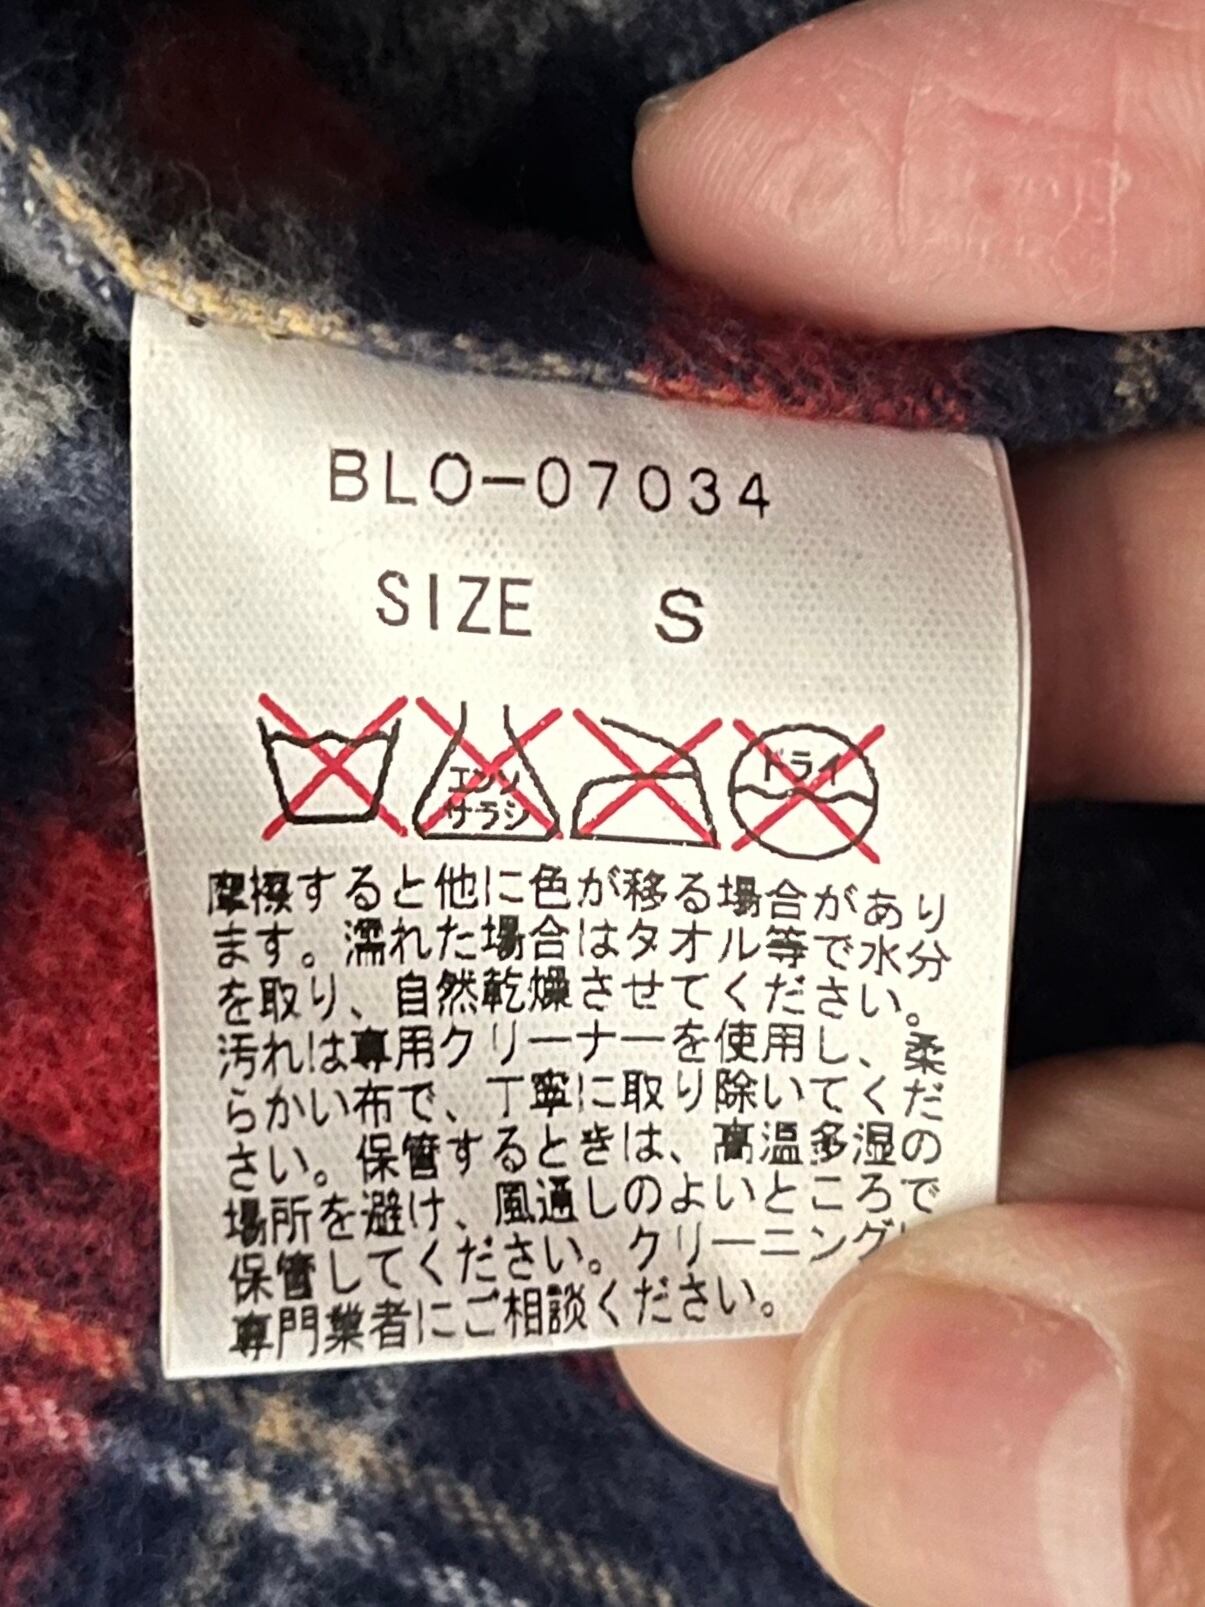 BLO-07034
SIZE S
エンソ
サラシ
ドライ
摩擦すると他に色が移る場合があり
ます。濡れた場合はタオル等で水分
を取り、自然乾燥させてください。
汚れは専用クリーナーを使用し、柔
らかい布で、丁寧に取り除いてくだ
さい。保管するときは、高温多湿の
場所を避け、風通しのよいところで
保管してください。クリーニング
専門業者にご相談ください。